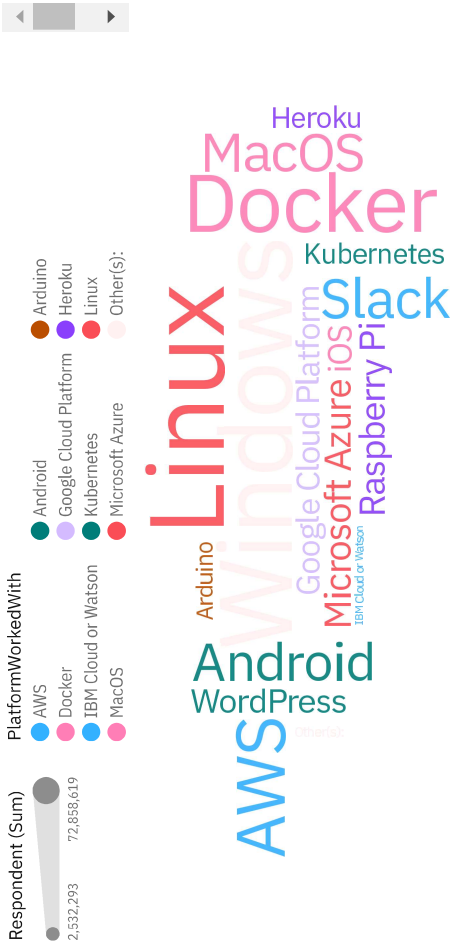 Respondent (Sum)
2,532,293
72,858,619
PlatformWorkedWith
AWS
Android
Arduino
Docker
Google Cloud Platform
Heroku
IBM Cloud or Watson
Kubernetes
Linux
MacOS
Microsoft Azure
Other(s):
Heroku
MacOS
Docker
Kubernetes
Slack
Linux
Windows
Google Cloud Platform
iOS
Microsoft Azure
Raspberry Pi
IBM Cloud or Watson
Arduino
Android
WordPress
AWS
Other(s):